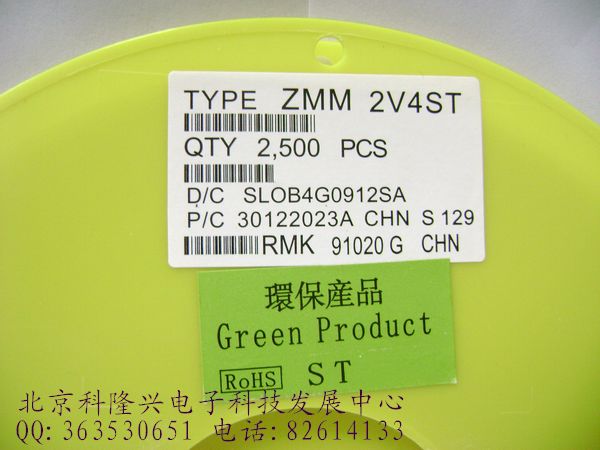 TYPE ZMM 2V4ST
QTY 2,500 PCS
D/C SLOB4G0912SA
P/C 30122023A CHN S 129
RMK 91020 G CHN
環保産品
Green Product
RoHS ST
北京科隆兴电子科技发展中心
QQ:363530651 电话:82614133